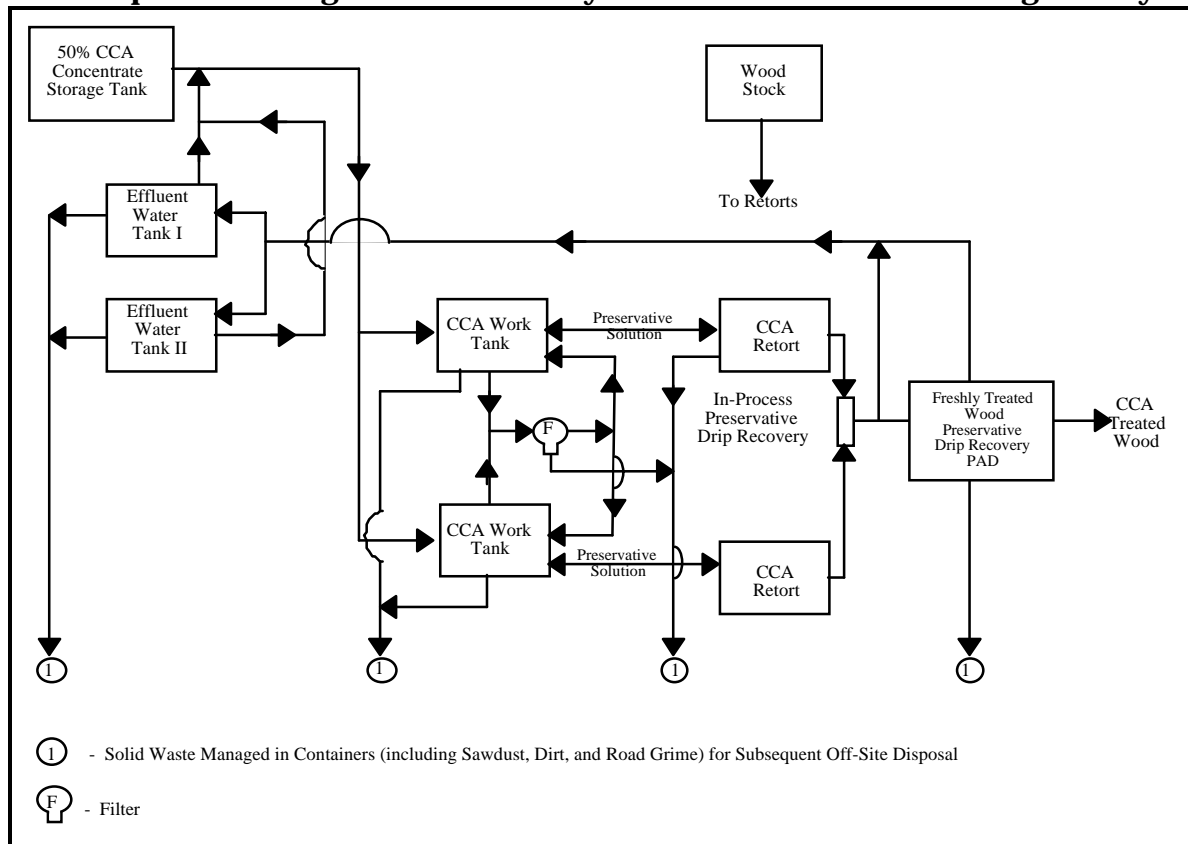 50% CCA
Concentrate
Storage Tank
Wood
Stock
To Retorts
Effluent
Water
Tank I
Effluent
Water
Tank II
CCA Work
Tank
Preservative
Solution
CCA
Retort
In-Process
Preservative
Drip Recovery
Freshly Treated
Wood
Preservative
Drip Recovery
PAD
CCA
Treated
Wood
F
CCA Work
Tank
Preservative
Solution
CCA
Retort
1
1
1
1
1 - Solid Waste Managed in Containers (including Sawdust, Dirt, and Road Grime) for Subsequent Off-Site Disposal
F - Filter